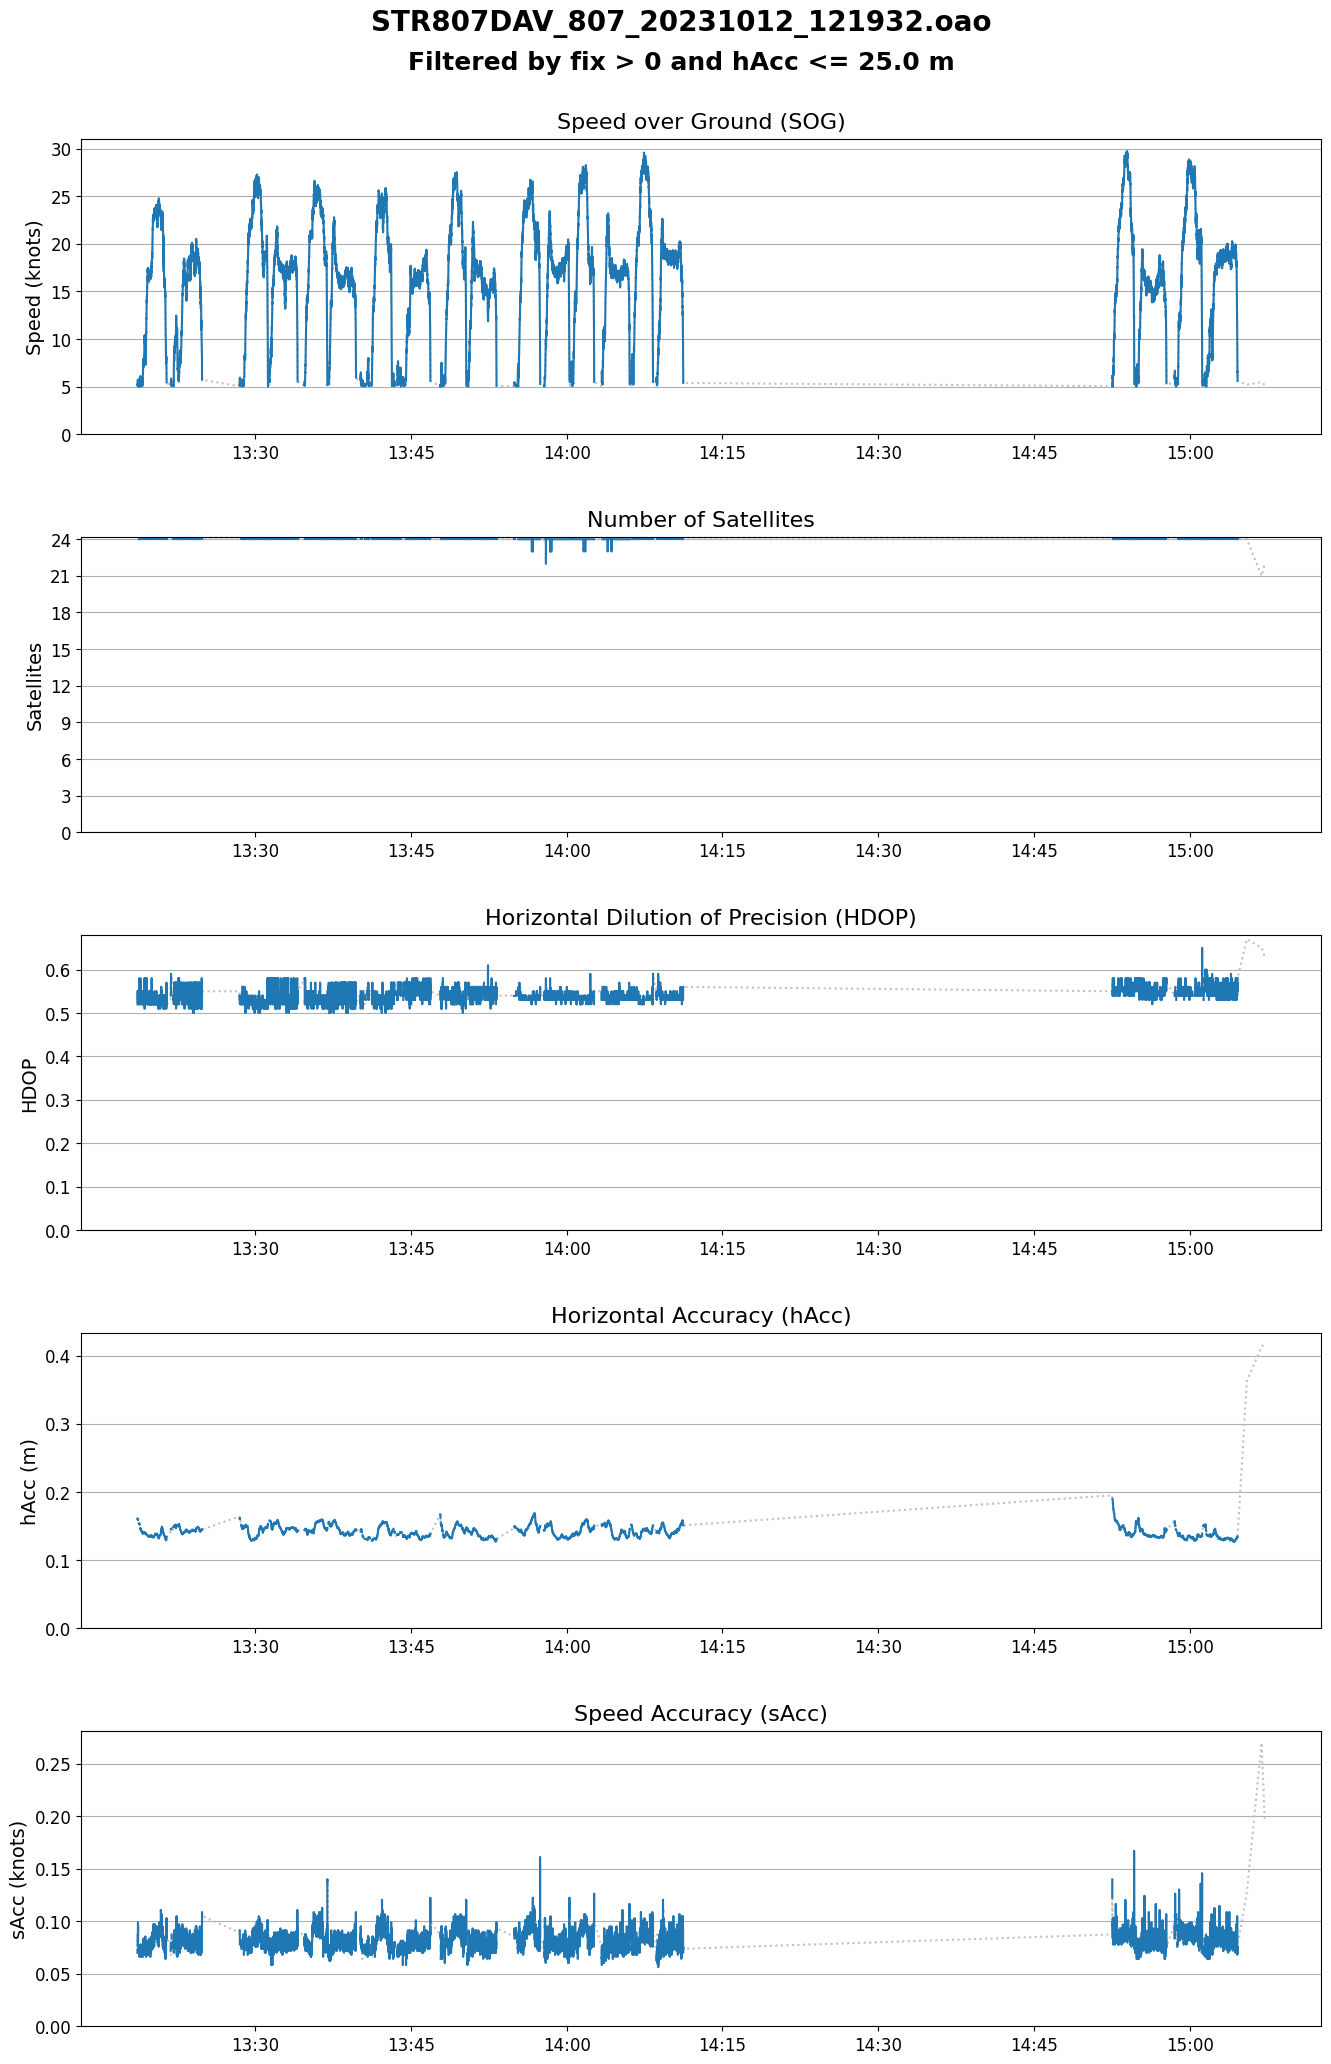 STR807DAV_807_20231012_121932.oao
Filtered by fix > 0 and hAcc <= 25.0 m
Speed over Ground (SOG)
Speed (knots)
30
25
20
15
10
5
0
13:30 13:45 14:00 14:15 14:30 14:45 15:00
Number of Satellites
Satellites
24
21
18
15
12
9
6
3
0
13:30 13:45 14:00 14:15 14:30 14:45 15:00
Horizontal Dilution of Precision (HDOP)
HDOP
0.6
0.5
0.4
0.3
0.2
0.1
0.0
13:30 13:45 14:00 14:15 14:30 14:45 15:00
Horizontal Accuracy (hAcc)
hAcc (m)
0.4
0.3
0.2
0.1
0.0
13:30 13:45 14:00 14:15 14:30 14:45 15:00
Speed Accuracy (sAcc)
sAcc (knots)
0.25
0.20
0.15
0.10
0.05
0.00
13:30 13:45 14:00 14:15 14:30 14:45 15:00